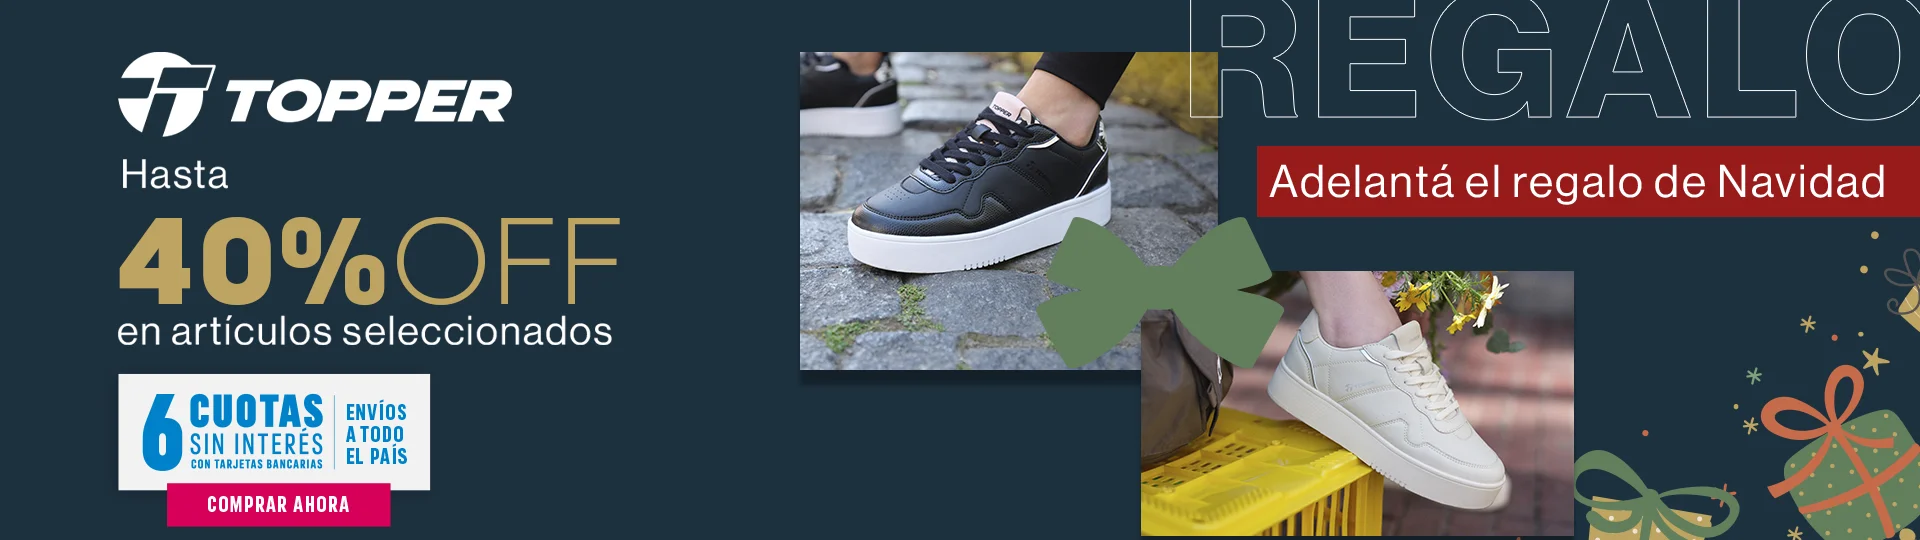 TOPPER
Hasta
40%OFF
en artículos seleccionados
6 CUOTAS
SIN INTERÉS
CON TARJETAS BANCARIAS
ENVÍOS
A TODO
EL PAÍS
COMPRAR AHORA
TOPPER
REGALO
Adelantá el regalo de Navidad